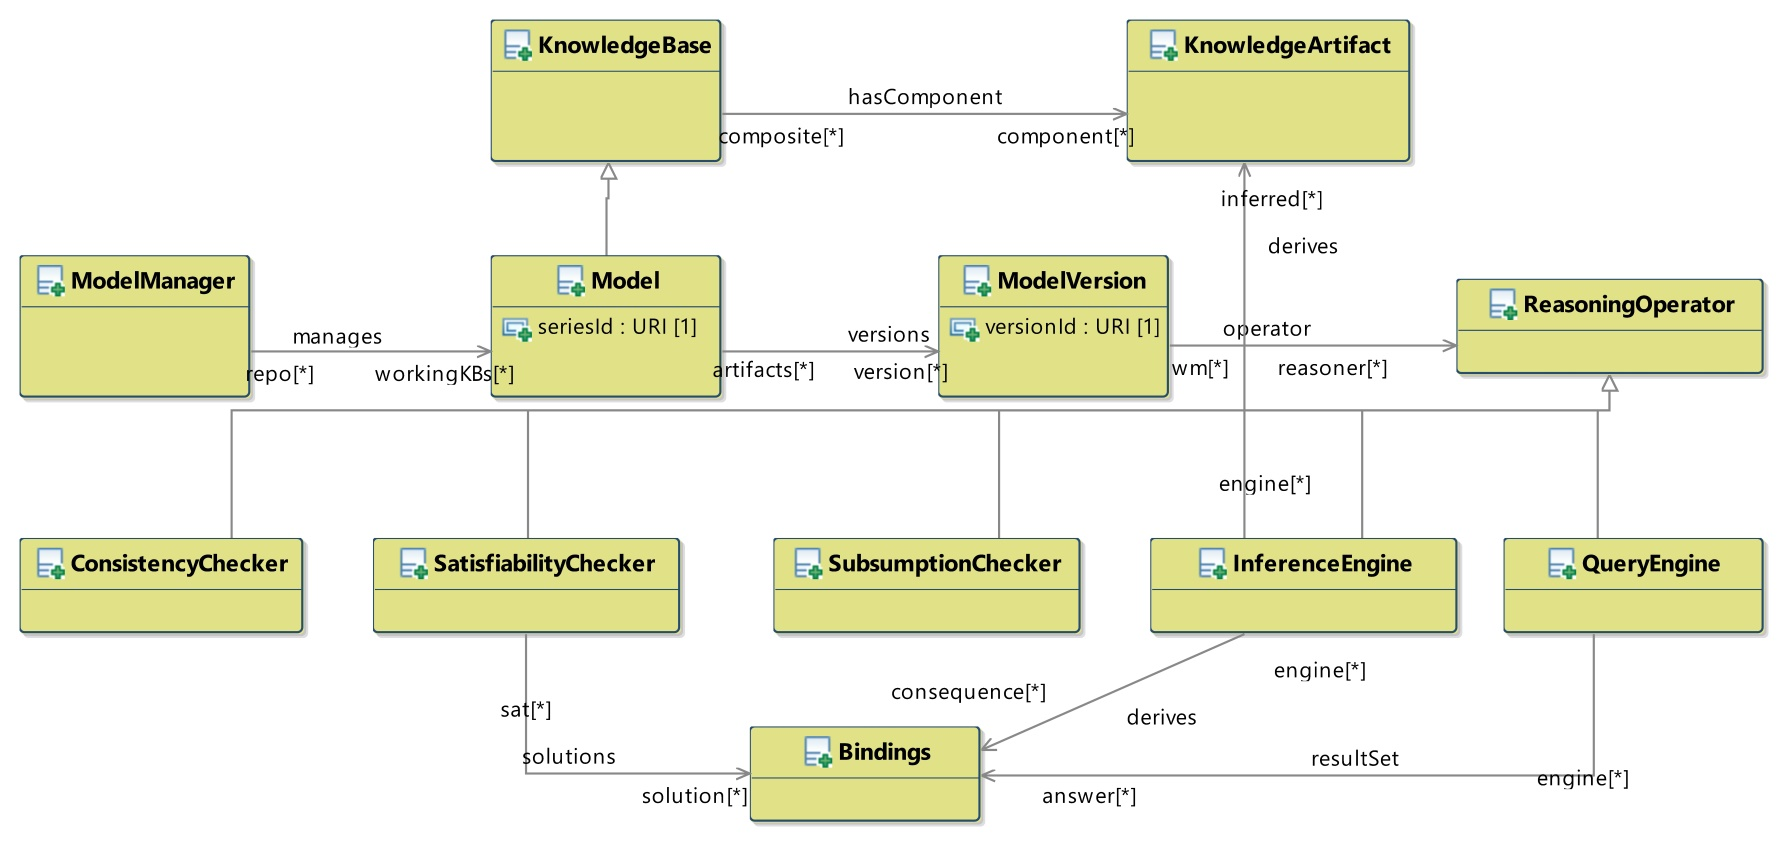 KnowledgeBase
KnowledgeArtifact
hasComponent
composite[*]
component[*]
inferred[*]
derives
ModelManager
Model
ModelVersion
ReasoningOperator
seriesId : URI [1]
versionId : URI [1]
manages
versions
operator
repo[*]
workingKBs[*]
artifacts[*]
version[*]
wm[*]
reasoner[*]
engine[*]
ConsistencyChecker
SatisfiabilityChecker
SubsumptionChecker
InferenceEngine
QueryEngine
engine[*]
consequence[*]
sat[*]
derives
solutions
Bindings
resultSet
engine[*]
solution[*]
answer[*]